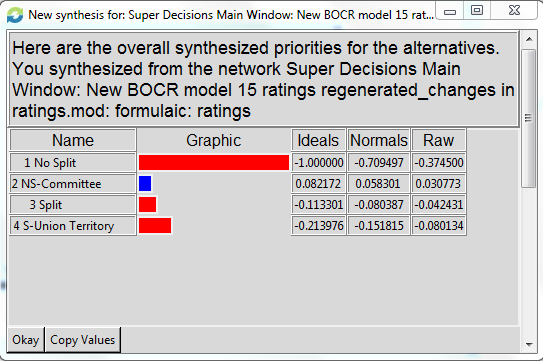 New synthesis for: Super Decisions Main Window: New BOCR model 15 rat...
Here are the overall synthesized priorities for the alternatives.
You synthesized from the network Super Decisions Main
Window: New BOCR model 15 ratings regenerated_changes in
ratings.mod: formulaic: ratings
Name Graphic Ideals Normals Raw
1 No Split -1.000000 -0.709497 -0.374500
2 NS-Committee 0.082172 0.058301 0.030773
3 Split -0.113301 -0.080387 -0.042431
4 S-Union Territory -0.213976 -0.151815 -0.080134
Okay Copy Values